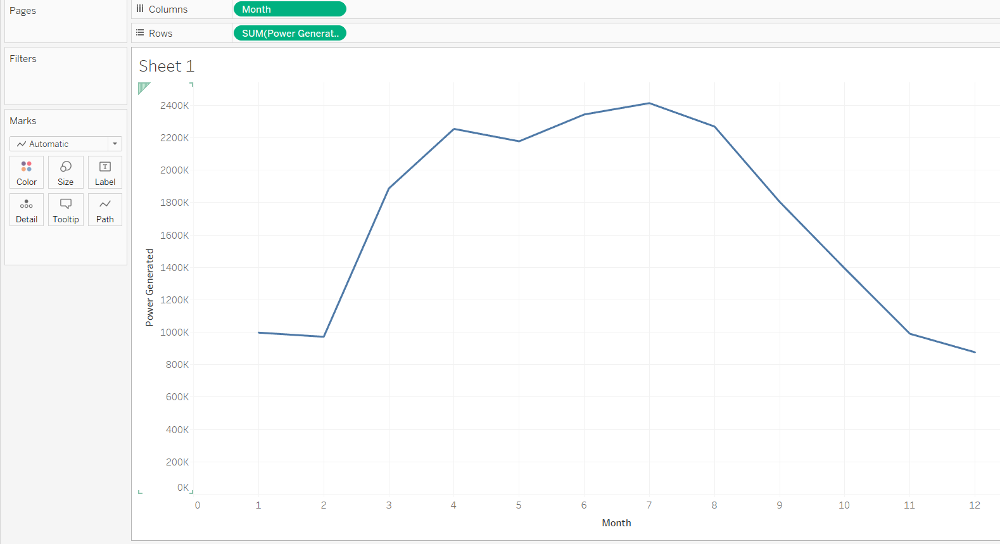 Pages
Columns
Month
Rows
SUM(Power Generat..
Filters
Marks
Automatic
Color
Size
Label
Detail
Tooltip
Path
Sheet 1
2400K
2200K
2000K
1800K
1600K
1400K
1200K
1000K
800K
600K
400K
200K
0K
Power Generated
0 1 2 3 4 5 6 7 8 9 10 11 12
Month